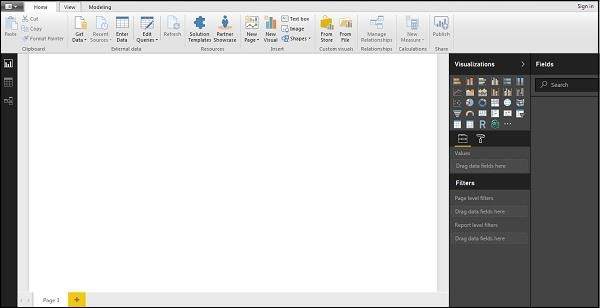 Home View Modeling Sign in
Paste
Cut
Copy
Format Painter
Clipboard
Get Data
Recent Sources
Enter Data
Edit Queries
External data
Refresh
Solution Templates
Partner Showcase
Resources
New Page
New Visual
Text box
Image
Shapes
Insert
From Store
From File
Custom visuals
Manage Relationships
Relationships
New Measure
Calculations
Publish
Share
Visualizations
R
Values
Drag data fields here
Filters
Page level filters
Drag data fields here
Report level filters
Drag data fields here
Fields
Search
Page 1